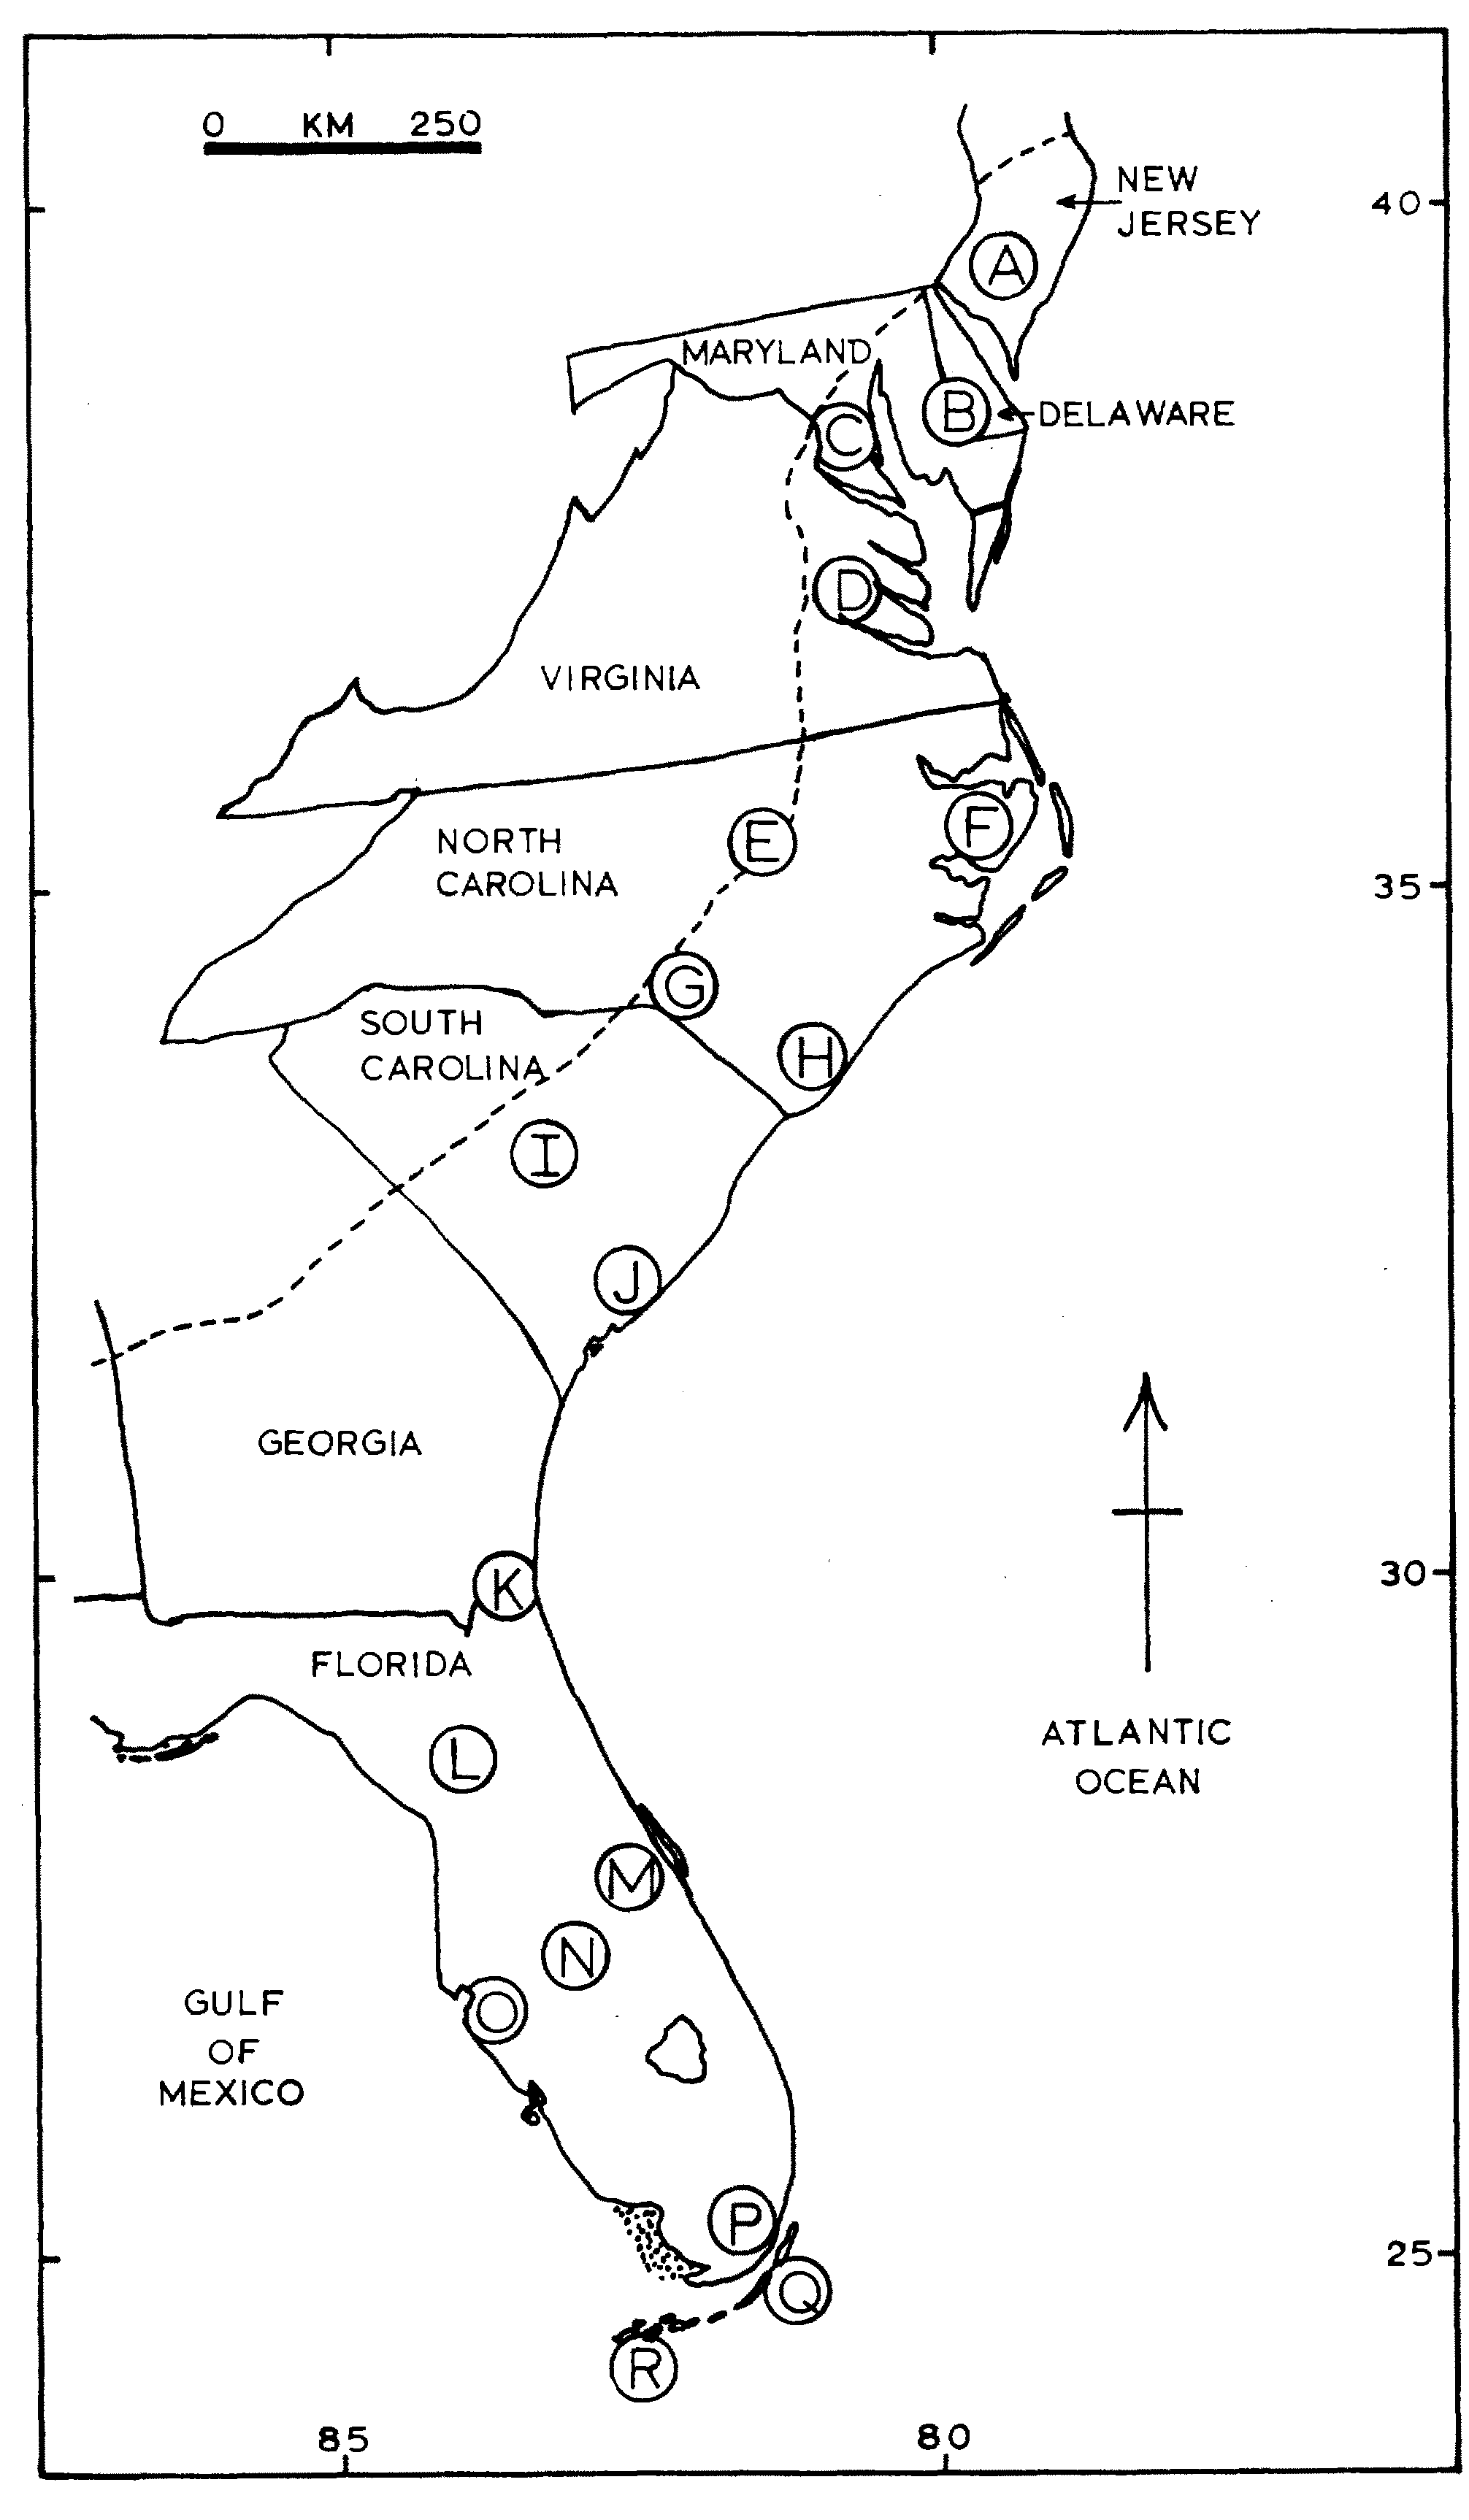 0 KM 250
NEW
JERSEY
40
A
MARYLAND
B
DELAWARE
C
D
VIRGINIA
E
F
NORTH
CAROLINA
35
G
SOUTH
CAROLINA
H
I
J
GEORGIA
K
30
FLORIDA
L
ATLANTIC
OCEAN
M
N
O
GULF
OF
MEXICO
P
25
Q
R
85 80